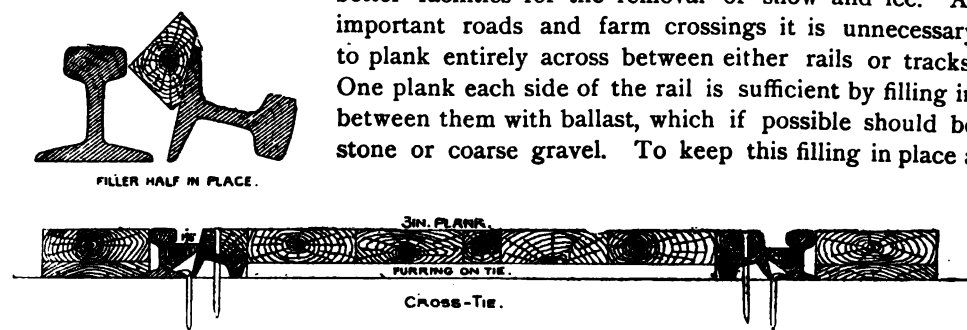 better facilities for the removal of snow and ice.
important roads and farm crossings it is unnecessary
to plank entirely across between either rails or tracks
One plank each side of the rail is sufficient by filling in
between them with ballast, which if possible should be
stone or coarse gravel. To keep this filling in place a
FILLER HALF IN PLACE.
3IN. PLANK.
FURRING ON TIE.
CROSS-TIE.